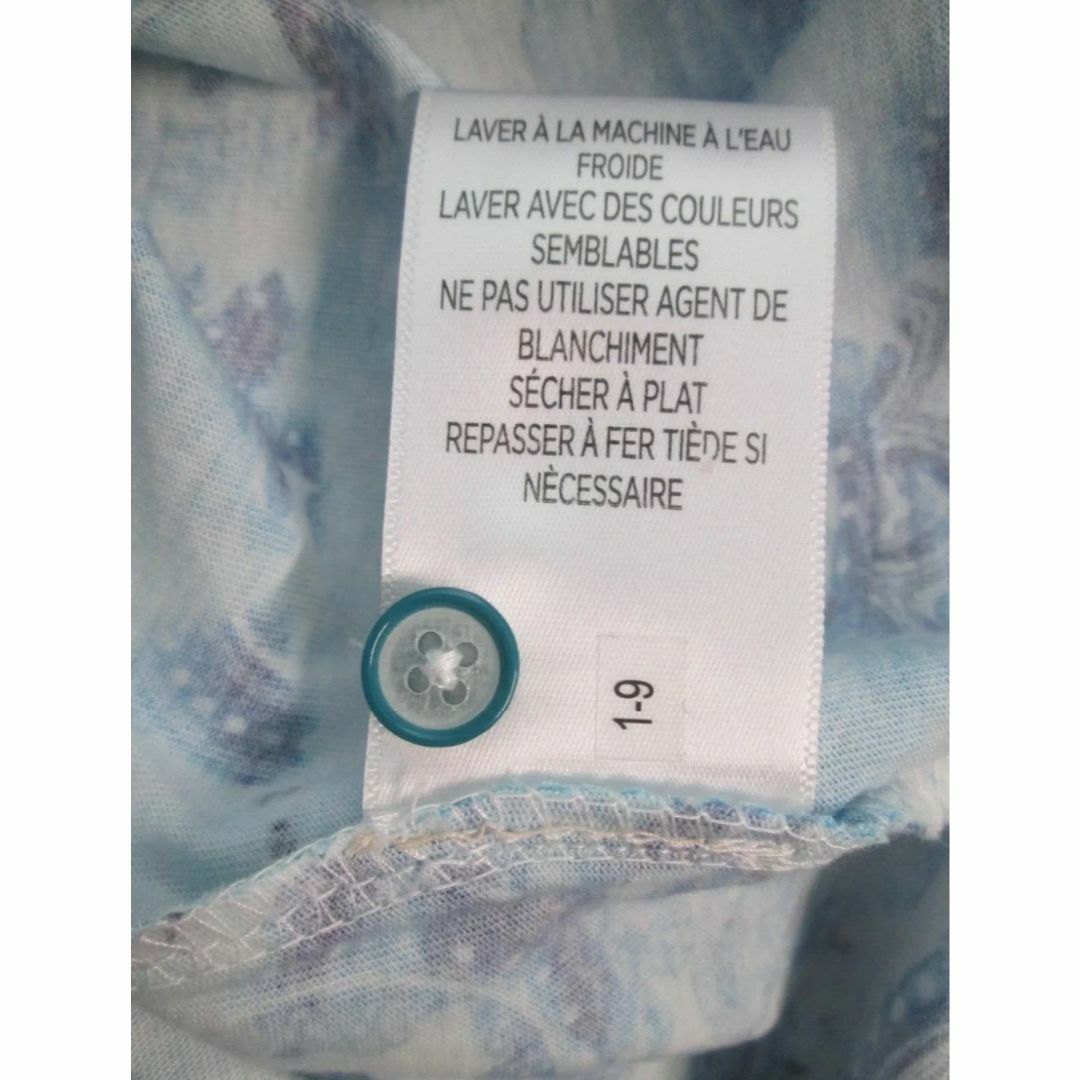 LAVER À LA MACHINE À L'EAU
FROIDE
LAVER AVEC DES COULEURS
SEMBLABLES
NE PAS UTILISER AGENT DE
BLANCHIMENT
SÉCHER À PLAT
REPASSER À FER TIÈDE SI
NÈCESSAIRE
1-9